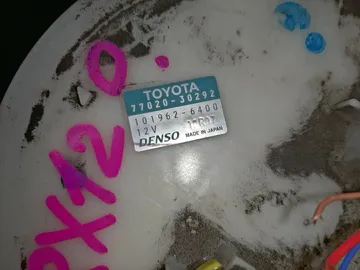 TOYOTA
77020-30292
101962-6400
12V
DENSO MADE IN JAPAN